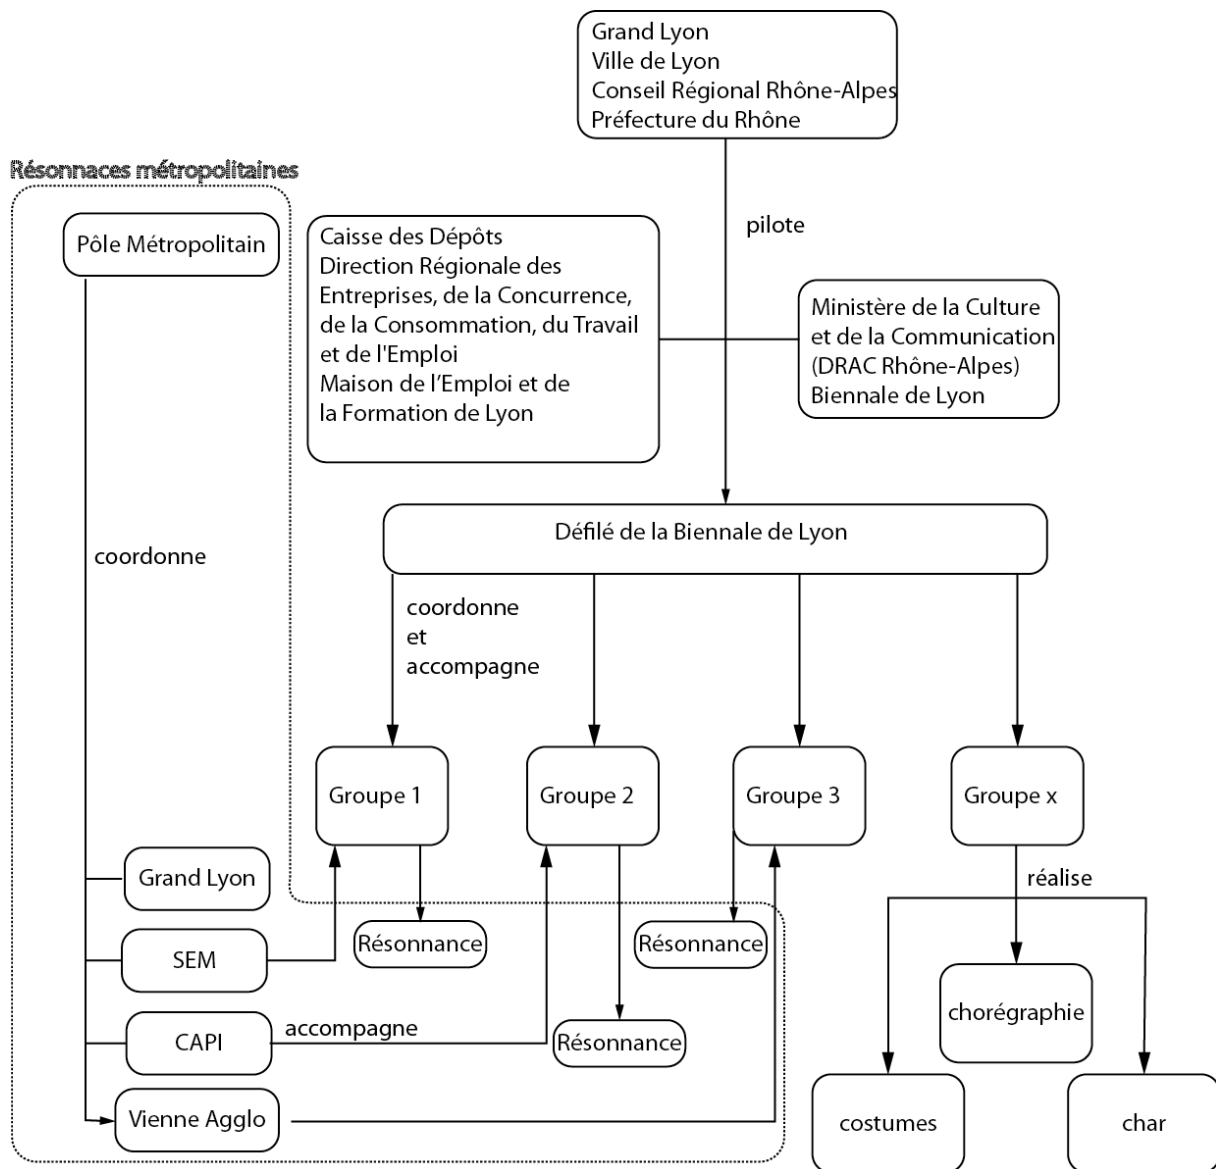 Grand Lyon
Ville de Lyon
Conseil Régional Rhône-Alpes
Préfecture du Rhône
Résonnaces métropolitaines
Pôle Métropolitain
pilote
Caisse des Dépôts
Direction Régionale des
Entreprises, de la Concurrence,
de la Consommation, du Travail
et de l'Emploi
Maison de l’Emploi et de
la Formation de Lyon
Ministère de la Culture
et de la Communication
(DRAC Rhône-Alpes)
Biennale de Lyon
Défilé de la Biennale de Lyon
coordonne
coordonne
et
accompagne
Groupe 1
Groupe 2
Groupe 3
Groupe x
Grand Lyon
réalise
Résonnance
Résonnance
SEM
chorégraphie
accompagne
CAPI
Résonnance
Vienne Agglo
costumes
char